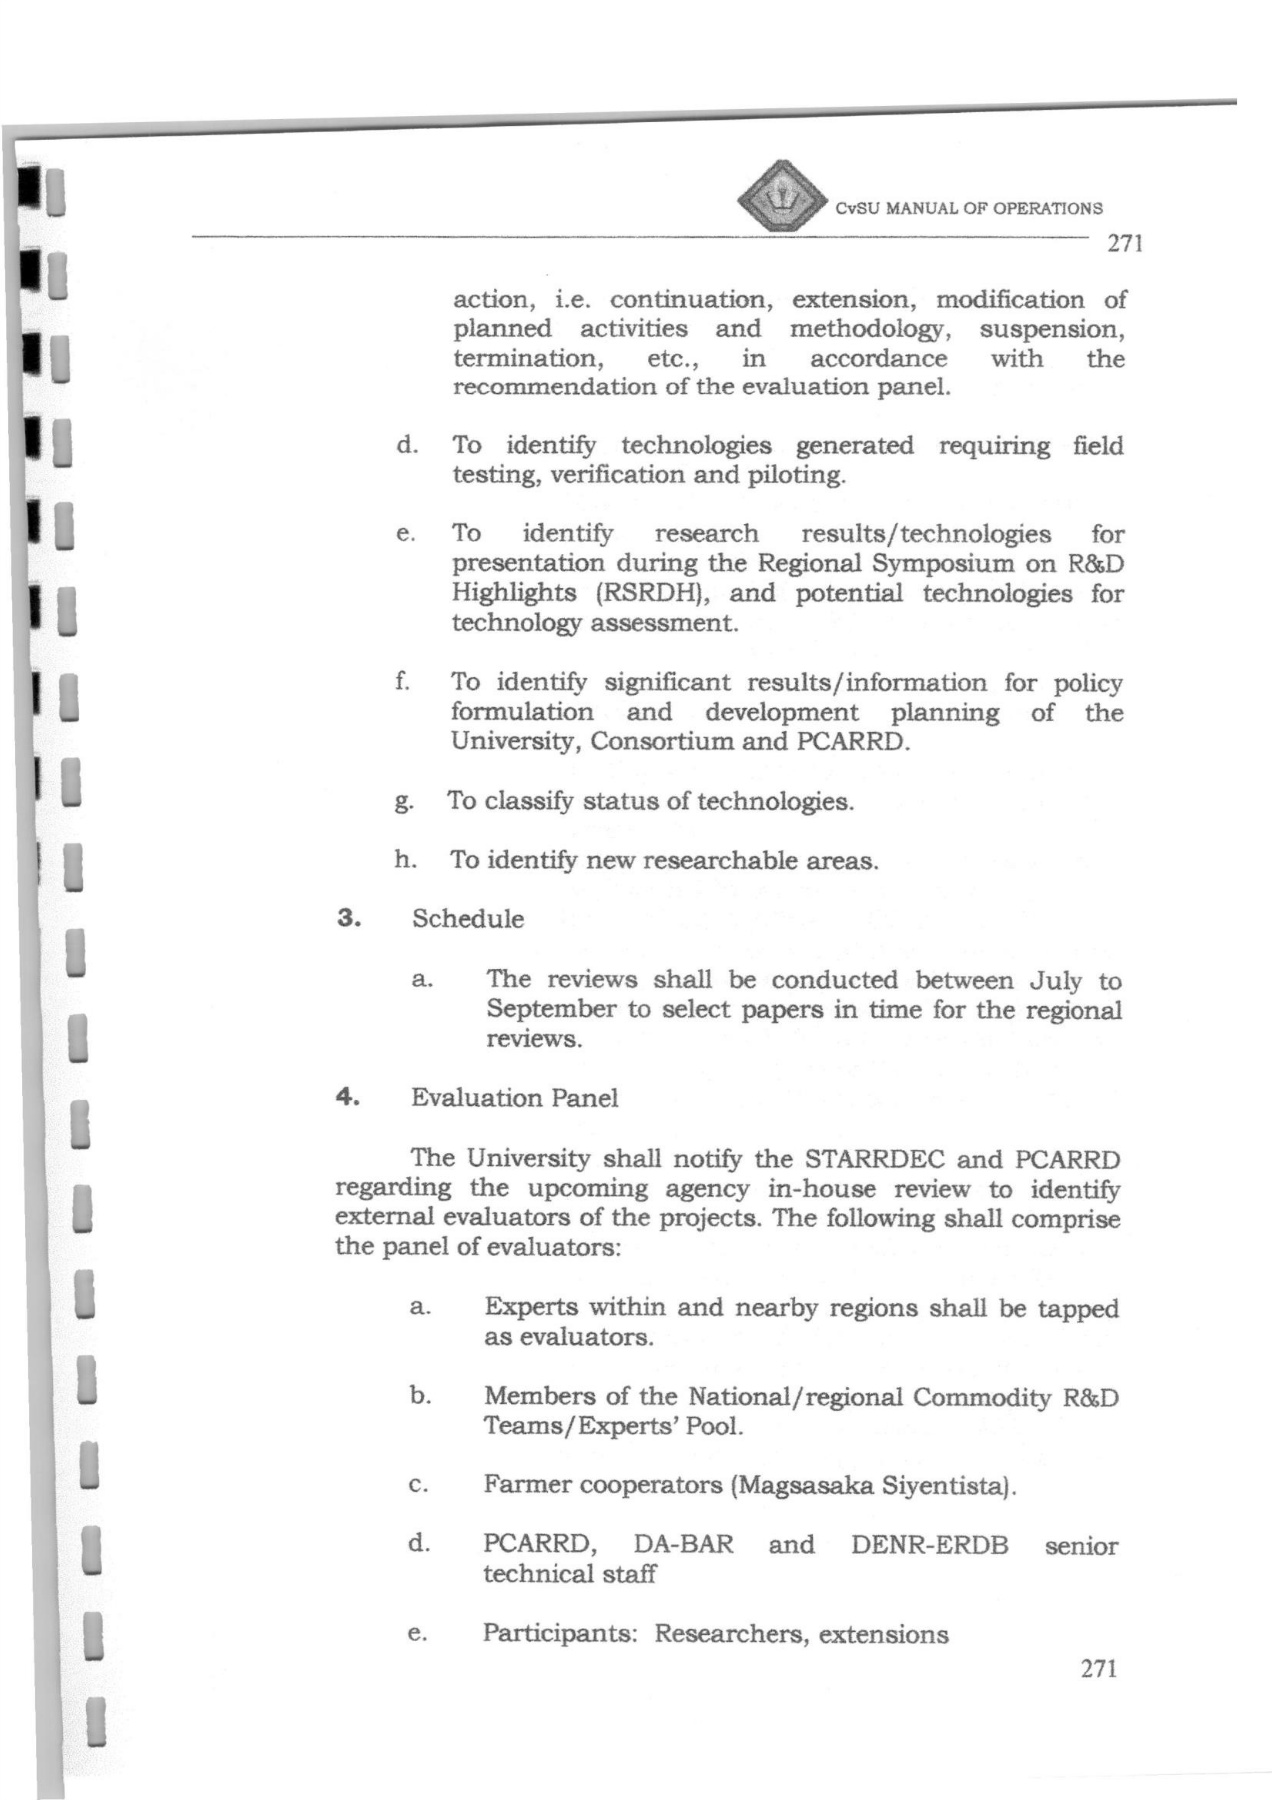 CvSU MANUAL OF OPERATIONS
271
action, i.e. continuation, extension, modification of
planned activities and methodology, suspension,
termination, etc., in accordance with the
recommendation of the evaluation panel.
d. To identify technologies generated requiring field
testing, verification and piloting.
e. To identify research results/technologies for
presentation during the Regional Symposium on R&D
Highlights (RSRDH), and potential technologies for
technology assessment.
f. To identify significant results/information for policy
formulation and development planning of the
University, Consortium and PCARRD.
g. To classify status of technologies.
h. To identify new researchable areas.
3. Schedule
a. The reviews shall be conducted between July to
September to select papers in time for the regional
reviews.
4. Evaluation Panel
The University shall notify the STARRDEC and PCARRD
regarding the upcoming agency in-house review to identify
external evaluators of the projects. The following shall comprise
the panel of evaluators:
a. Experts within and nearby regions shall be tapped
as evaluators.
b. Members of the National/regional Commodity R&D
Teams/Experts' Pool.
c. Farmer cooperators (Magsasaka Siyentista).
d. PCARRD, DA-BAR and DENR-ERDB senior
technical staff
e. Participants: Researchers, extensions
271